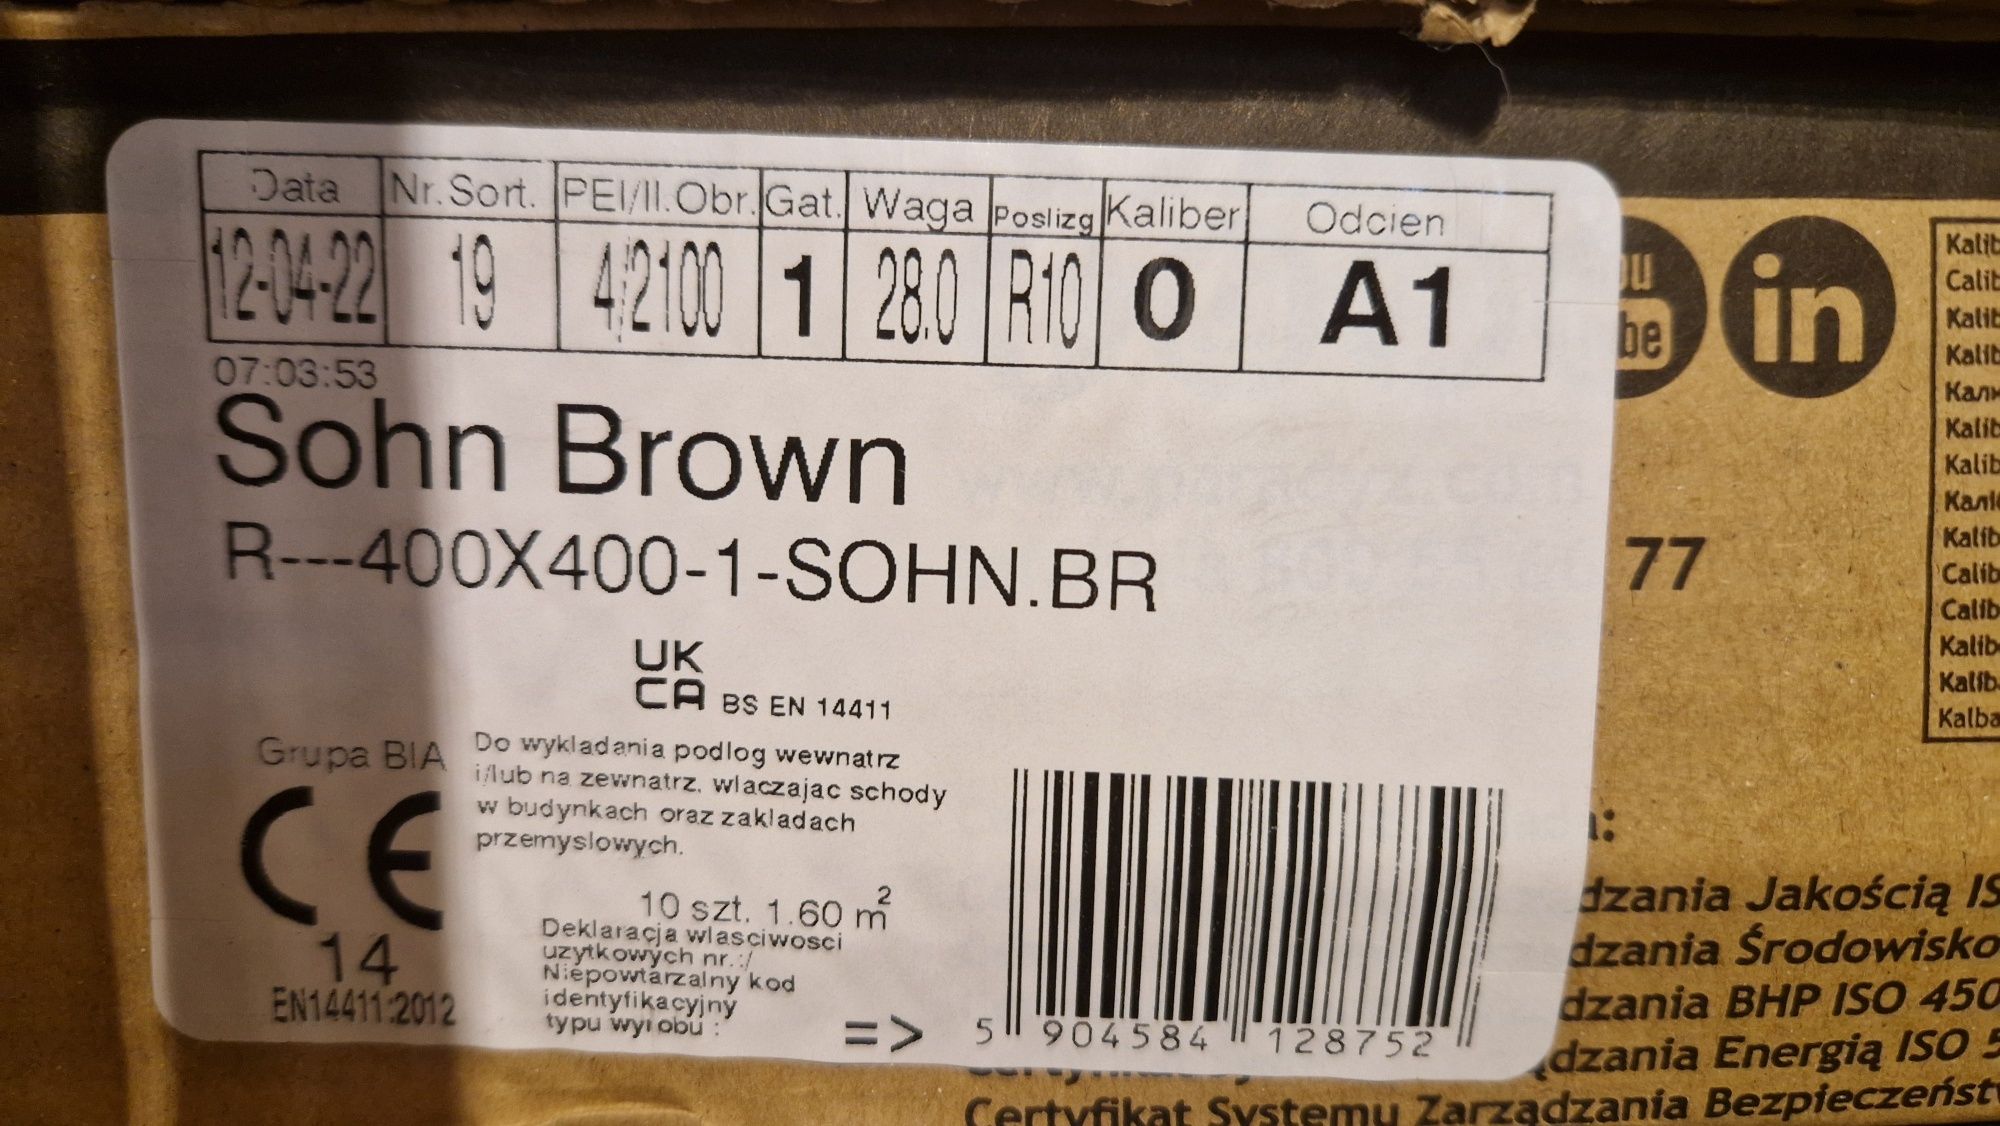 Data Nr.Sort. PEI/II.Obr. Gat. Waga Poslizg Kaliber Odcien
12-04-22 19 4/2100 1 28.0 R10 0 A1
07:03:53
Sohn Brown
R---400X400-1-SOHN.BR
UK
CA BS EN 14411
Grupa BIA
CE
14
EN14411:2012
Do wykladania podlog wewnatrz
i/lub na zewnatrz, wlaczajac schody
w budynkach oraz zakladach
przemyslowych.
10 szt. 1.60 m²
Deklaracja wlasciwosci
uzytkowych nr.:/
Niepowtarzalny kod
identyfikacyjny
typu wyrobu :
=>
5 904584 128752
in
77
dzania Jakością IS
dzania Środowisko
dzania BHP ISO 450
dzania Energią ISO 5
Certyfikat Systemu Zarządzania Bezpieczeńst
Kalib
Calib
Kalib
Kalib
Кали
Kalib
Kalib
Калі
Kalib
Calib
Calib
Kalib
Kalib
Kalba